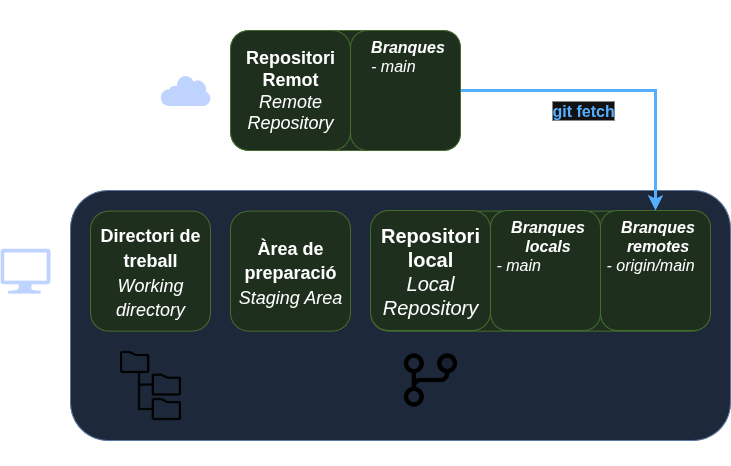 Repositori
Remot
Remote
Repository
Branques
- main
git fetch
Directori de
treball
Working
directory
Àrea de
preparació
Staging Area
Repositori
local
Local
Repository
Branques
locals
- main
Branques
remotes
- origin/main